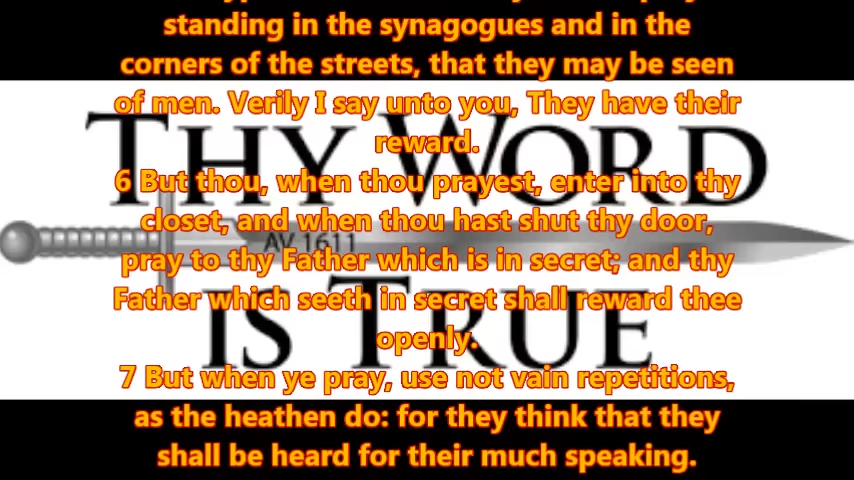 standing in the synagogues and in the
corners of the streets, that they may be seen
of men. Verily I say unto you, They have their
reward.
6 But thou, when thou prayest, enter into thy
closet, and when thou hast shut thy door,
pray to thy Father which is in secret; and thy
Father which seeth in secret shall reward thee
openly.
7 But when ye pray, use not vain repetitions,
as the heathen do: for they think that they
shall be heard for their much speaking.
THY WORD
AV 1611
IS TRUE